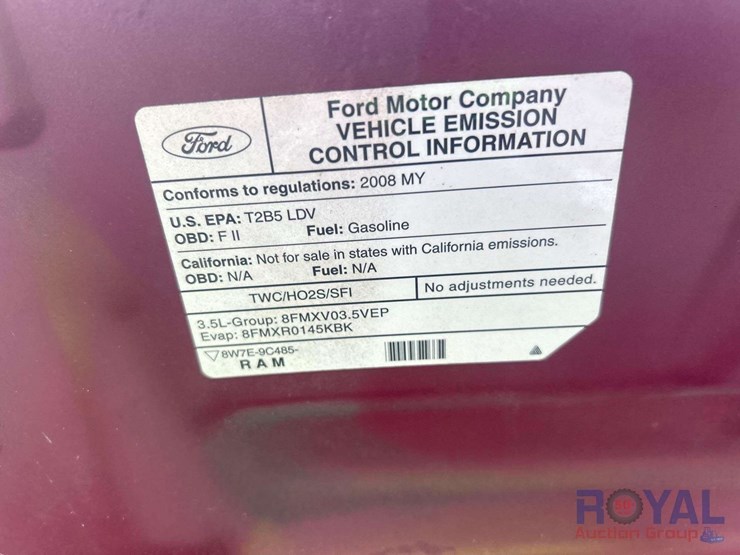 Ford
Ford Motor Company
VEHICLE EMISSION
CONTROL INFORMATION
Conforms to regulations: 2008 MY
U.S. EPA: T2B5 LDV
OBD: F II Fuel: Gasoline
California: Not for sale in states with California emissions.
OBD: N/A Fuel: N/A
TWC/HO2S/SFI
No adjustments needed.
3.5L-Group: 8FMXV03.5VEP
Evap: 8FMXR0145KBK
8W7E-9C485-
R A M
ROYAL
Auction Group